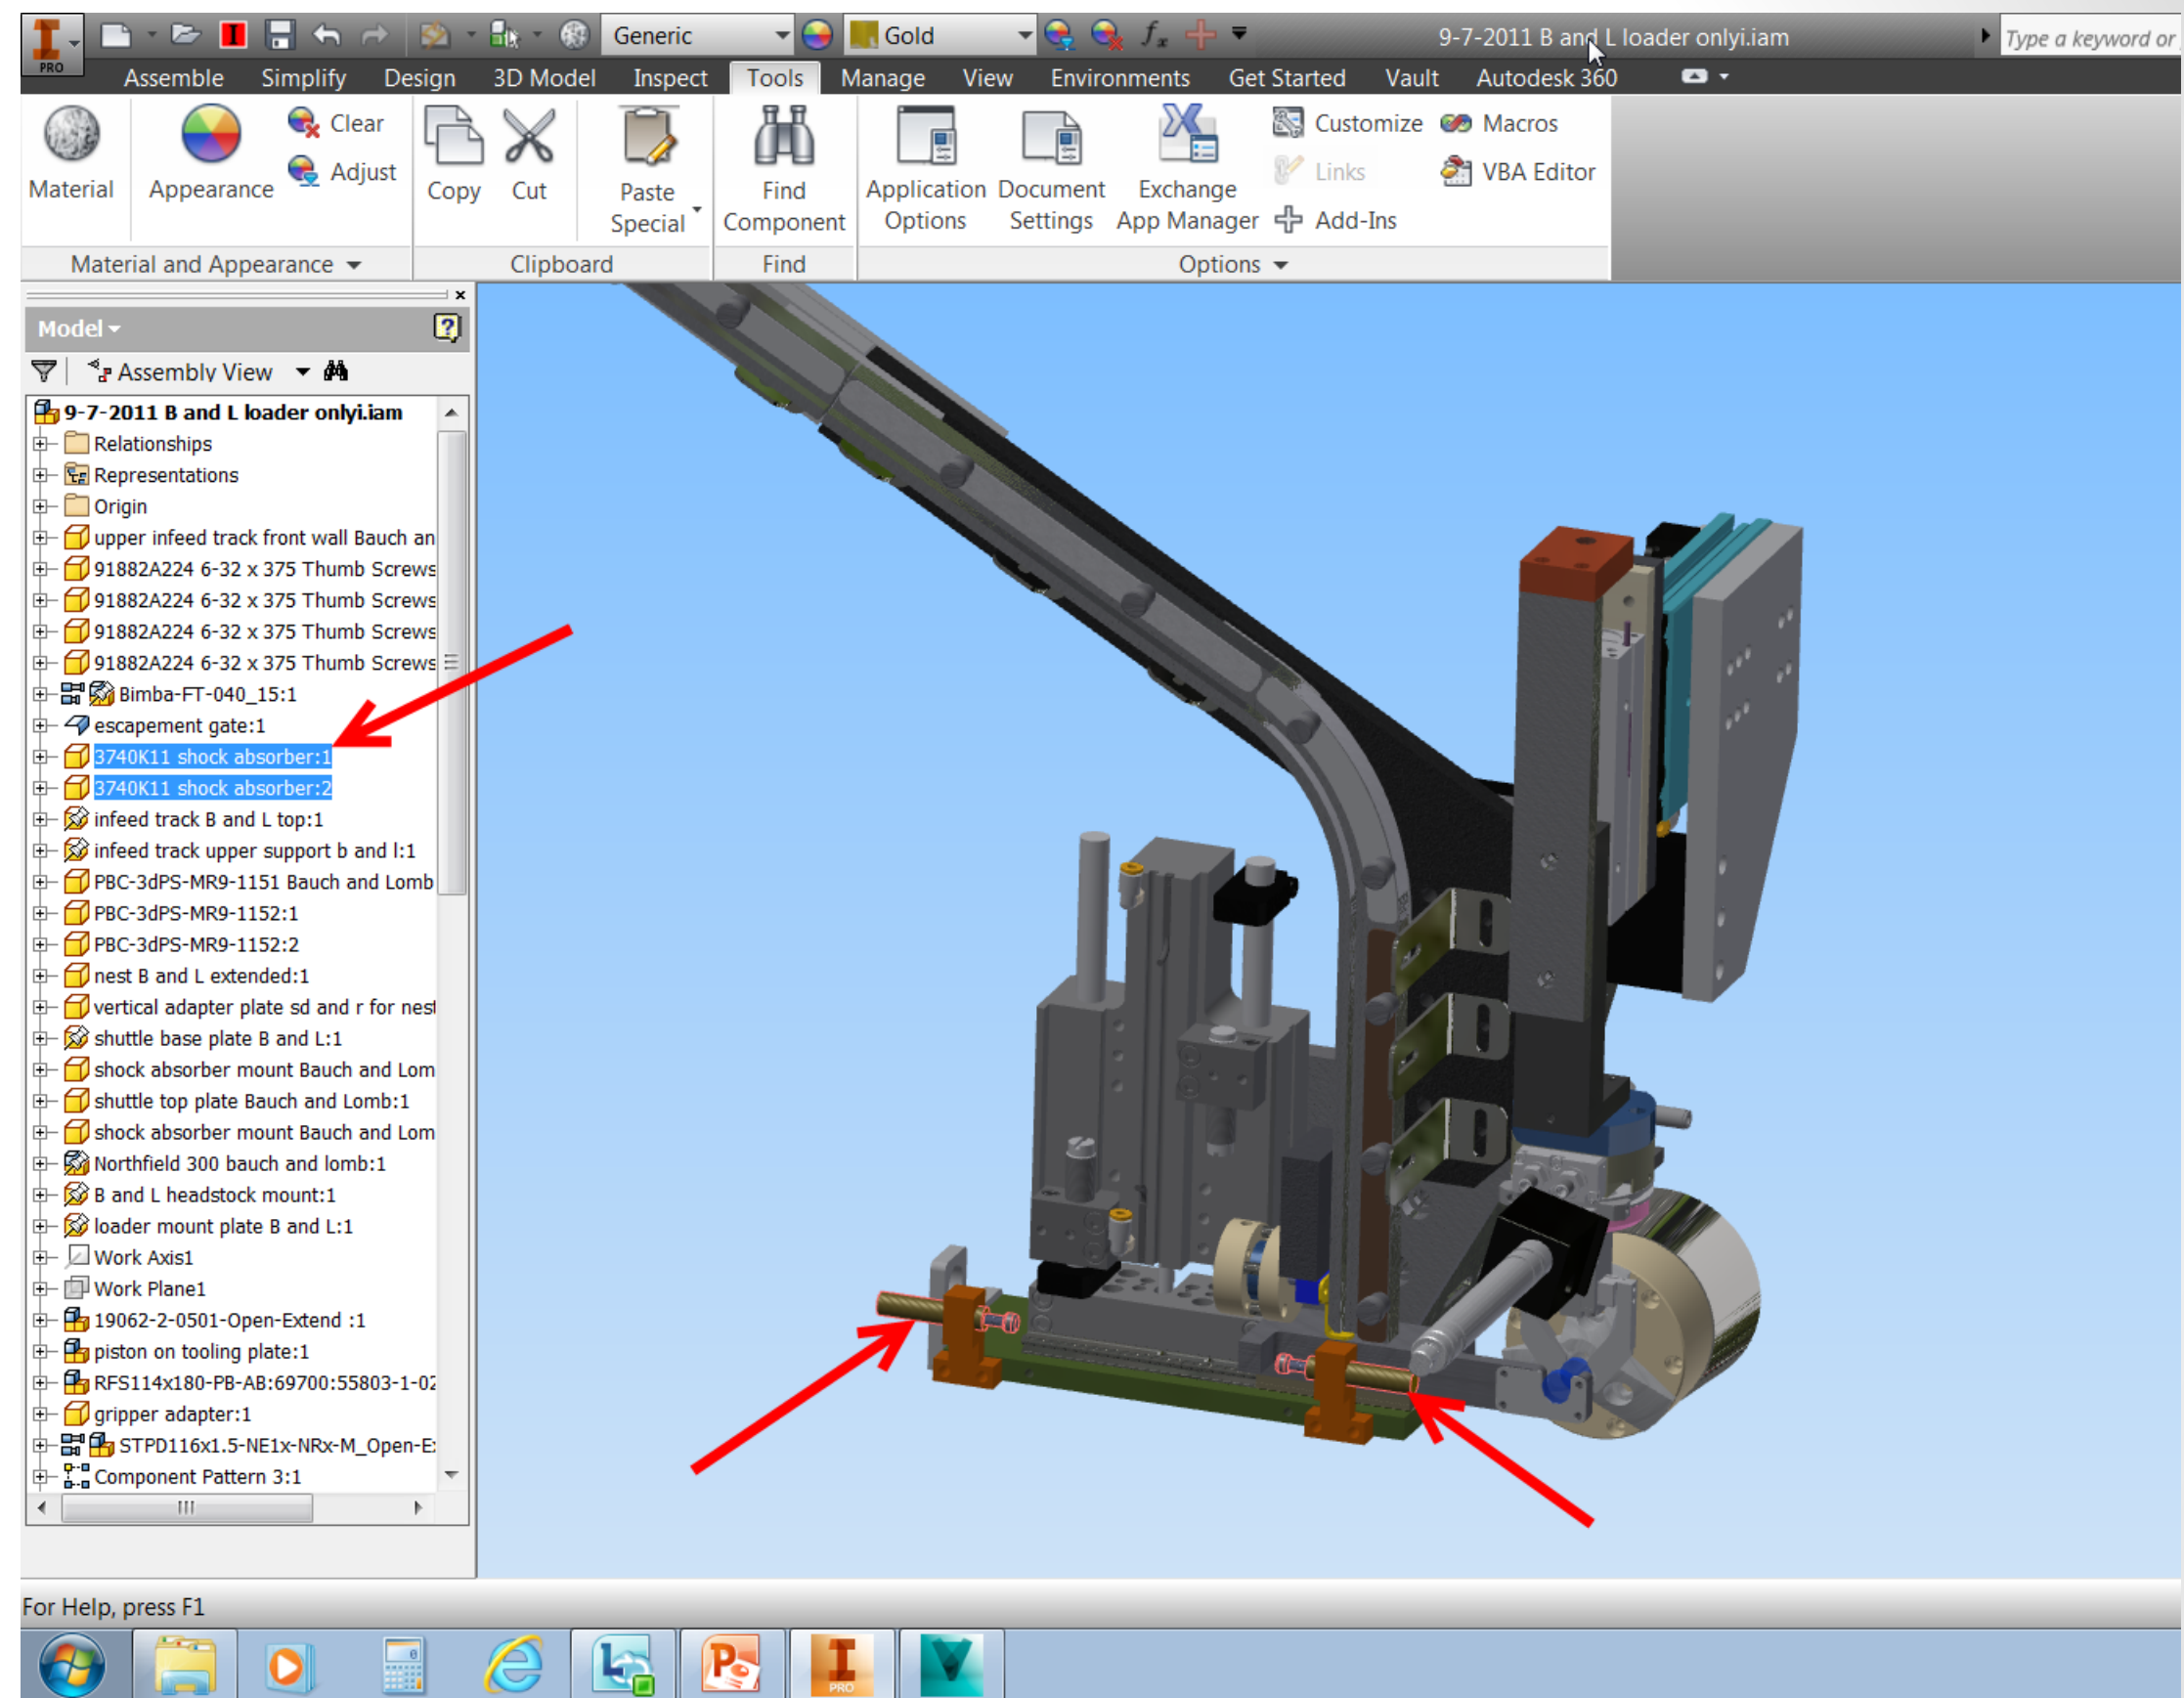 Generic
Gold
9-7-2011 B and L loader onlyi.iam
Type a keyword or
PRO
Assemble Simplify Design 3D Model Inspect Tools Manage View Environments Get Started Vault Autodesk 360
Material
Appearance
Clear
Adjust
Copy
Cut
Paste
Special
Find
Component
Application
Options
Document
Settings
Exchange
App Manager
Customize
Links
Add-Ins
Macros
VBA Editor
Material and Appearance
Clipboard
Find
Options
Model
Assembly View
9-7-2011 B and L loader onlyi.iam
Relationships
Representations
Origin
upper infeed track front wall Bauch an
91882A224 6-32 x 375 Thumb Screws
91882A224 6-32 x 375 Thumb Screws
91882A224 6-32 x 375 Thumb Screws
91882A224 6-32 x 375 Thumb Screws
Bimba-FT-040_15:1
escapement gate:1
3740K11 shock absorber:1
3740K11 shock absorber:2
infeed track B and L top:1
infeed track upper support b and l:1
PBC-3dPS-MR9-1151 Bauch and Lomb
PBC-3dPS-MR9-1152:1
PBC-3dPS-MR9-1152:2
nest B and L extended:1
vertical adapter plate sd and r for nest
shuttle base plate B and L:1
shock absorber mount Bauch and Lom
shuttle top plate Bauch and Lomb:1
shock absorber mount Bauch and Lom
Northfield 300 bauch and lomb:1
B and L headstock mount:1
loader mount plate B and L:1
Work Axis1
Work Plane1
19062-2-0501-Open-Extend :1
piston on tooling plate:1
RFS114x180-PB-AB:69700:55803-1-02
gripper adapter:1
STPD116x1.5-NE1x-NRx-M_Open-E
Component Pattern 3:1
For Help, press F1
PRO